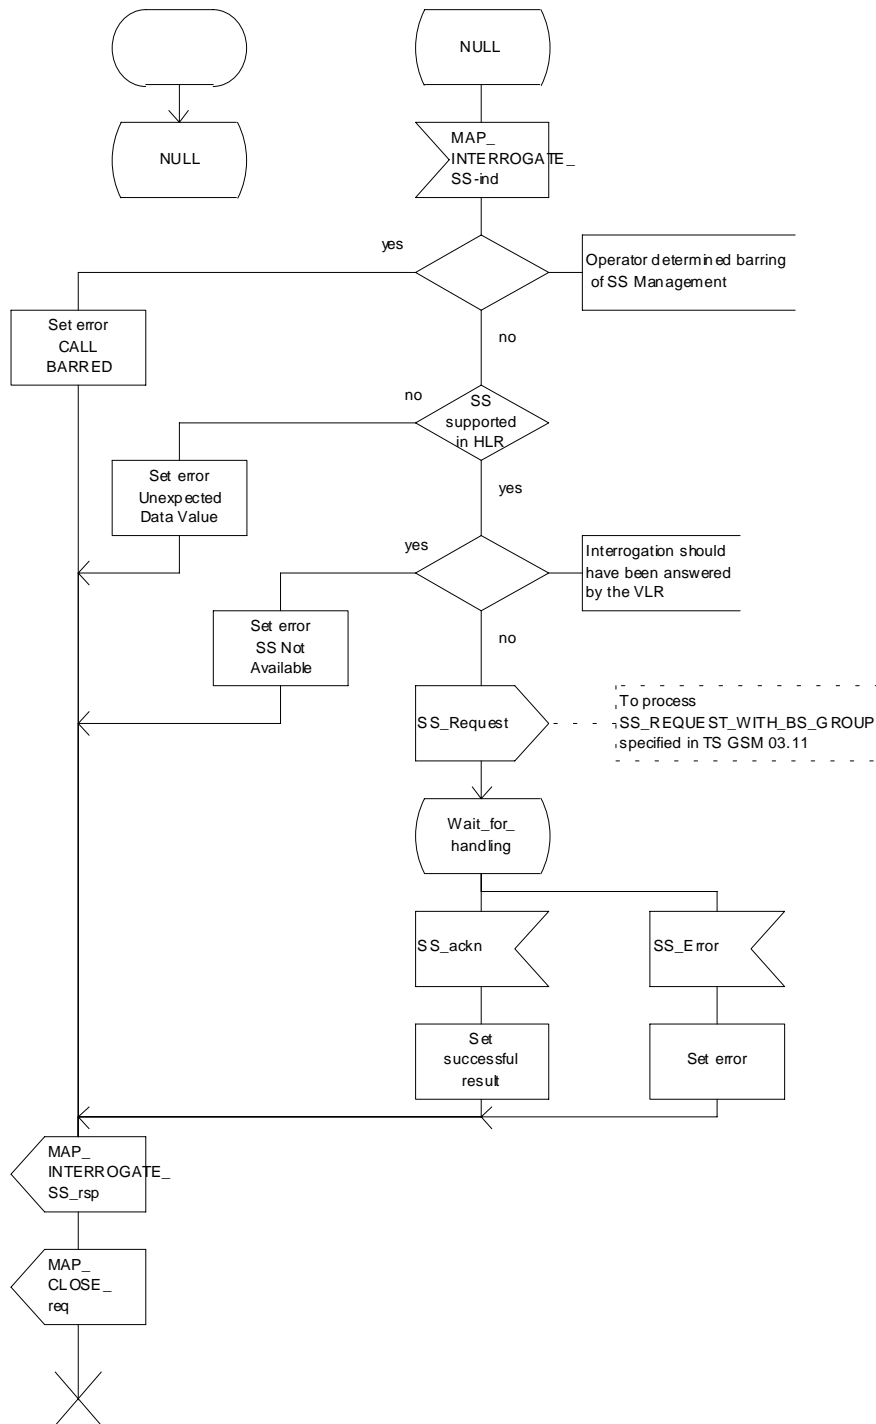 NULL
NULL
MAP_
INTERROGATE_
SS-ind
yes
Operator determined barring
of SS Management
Set error
CALL
BARRED
no
no
SS
supported
in HLR
Set error
Unexpected
Data Value
yes
yes
Interrogation should
have been answered
by the VLR
Set error
SS Not
Available
no
SS_Request
To process
SS_REQUEST_WITH_BS_GROUP
specified in TS GSM 03.11
Wait_for_
handling
SS_ackn
SS_Error
Set
successful
result
Set error
MAP_
INTERROGATE_
SS_rsp
MAP_
CLOSE_
req